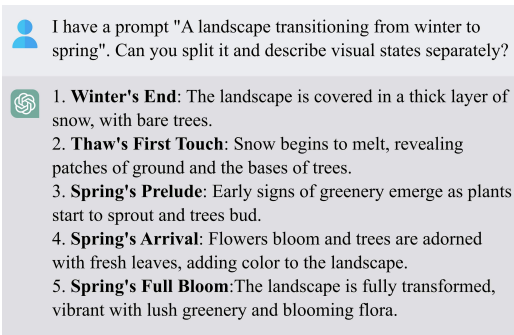 I have a prompt "A landscape transitioning from winter to
spring". Can you split it and describe visual states separately?
1. Winter's End: The landscape is covered in a thick layer of
snow, with bare trees.
2. Thaw's First Touch: Snow begins to melt, revealing
patches of ground and the bases of trees.
3. Spring's Prelude: Early signs of greenery emerge as plants
start to sprout and trees bud.
4. Spring's Arrival: Flowers bloom and trees are adorned
with fresh leaves, adding color to the landscape.
5. Spring's Full Bloom:The landscape is fully transformed,
vibrant with lush greenery and blooming flora.